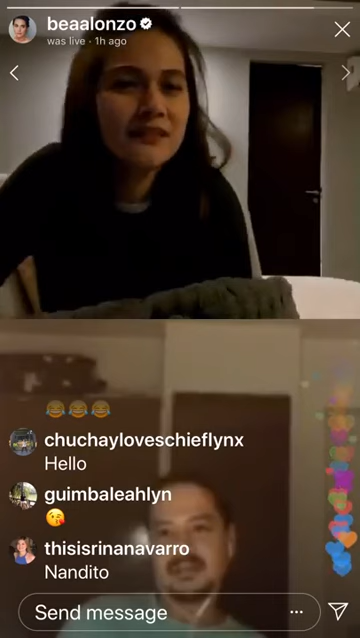 beaalonzo
was live · 1h ago
😂😂😂
chuchayloveschieflynx
Hello
guimbaleahlyn
😘
thisisrinanavarro
Nandito
Send message